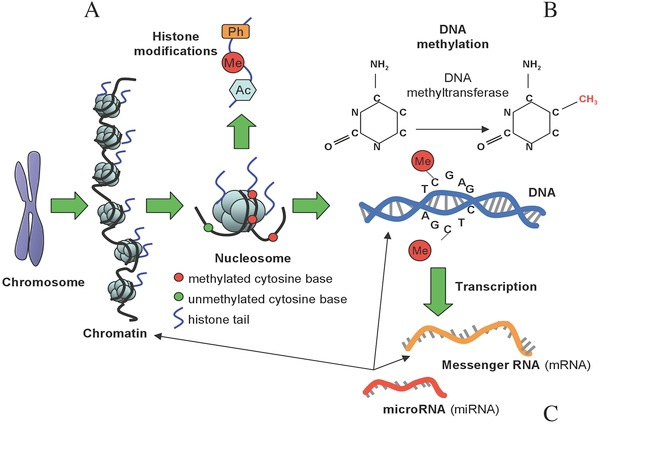 A
B
Histone
modifications
Ph
Me
Ac
DNA
methylation
NH2
C
N
C
C
O
N
DNA
methyltransferase
NH2
C
N
C
CH3
C
O
N
Me
T C G A G
DNA
A G C T C
Me
Chromosome
Nucleosome
methylated cytosine base
unmethylated cytosine base
histone tail
Chromatin
Transcription
Messenger RNA (mRNA)
microRNA (miRNA)
C